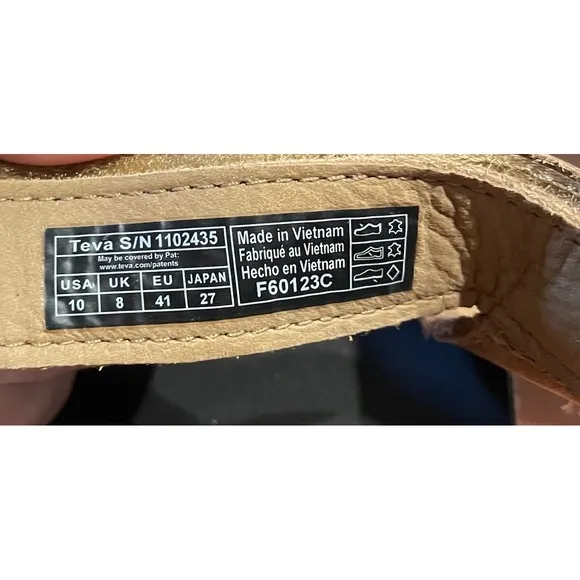 Teva S/N 1102435
May be covered by Pat:
www.teva.com/patents
USA UK EU JAPAN
10 8 41 27
Made in Vietnam
Fabriqué au Vietnam
Hecho en Vietnam
F60123C